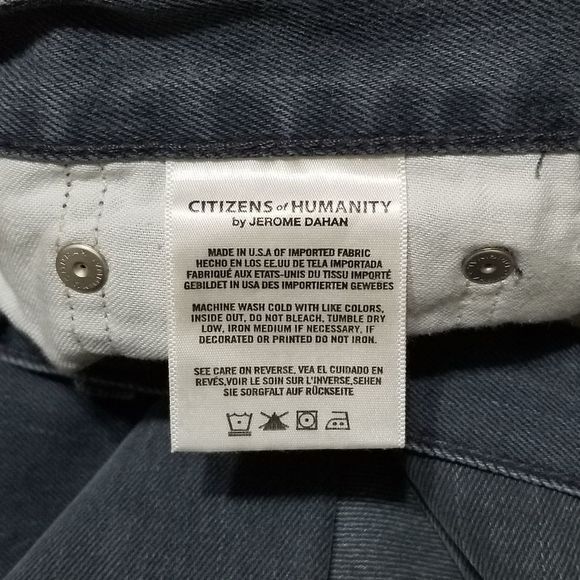 CITIZENS of HUMANITY
by JEROME DAHAN
MADE IN U.S.A OF IMPORTED FABRIC
HECHO EN LOS EE.UU DE TELA IMPORTADA
FABRIQUÉ AUX ETATS-UNIS DU TISSU IMPORTÉ
GEBILDET IN USA DES IMPORTIERTEN GEWEBES
MACHINE WASH COLD WITH LIKE COLORS,
INSIDE OUT, DO NOT BLEACH, TUMBLE DRY
LOW, IRON MEDIUM IF NECESSARY, IF
DECORATED OR PRINTED DO NOT IRON.
SEE CARE ON REVERSE. VEA EL CUIDADO EN
REVÉS,VOIR LE SOIN SUR L'INVERSE,SEHEN
SIE SORGFALT AUF RÜCKSEITE